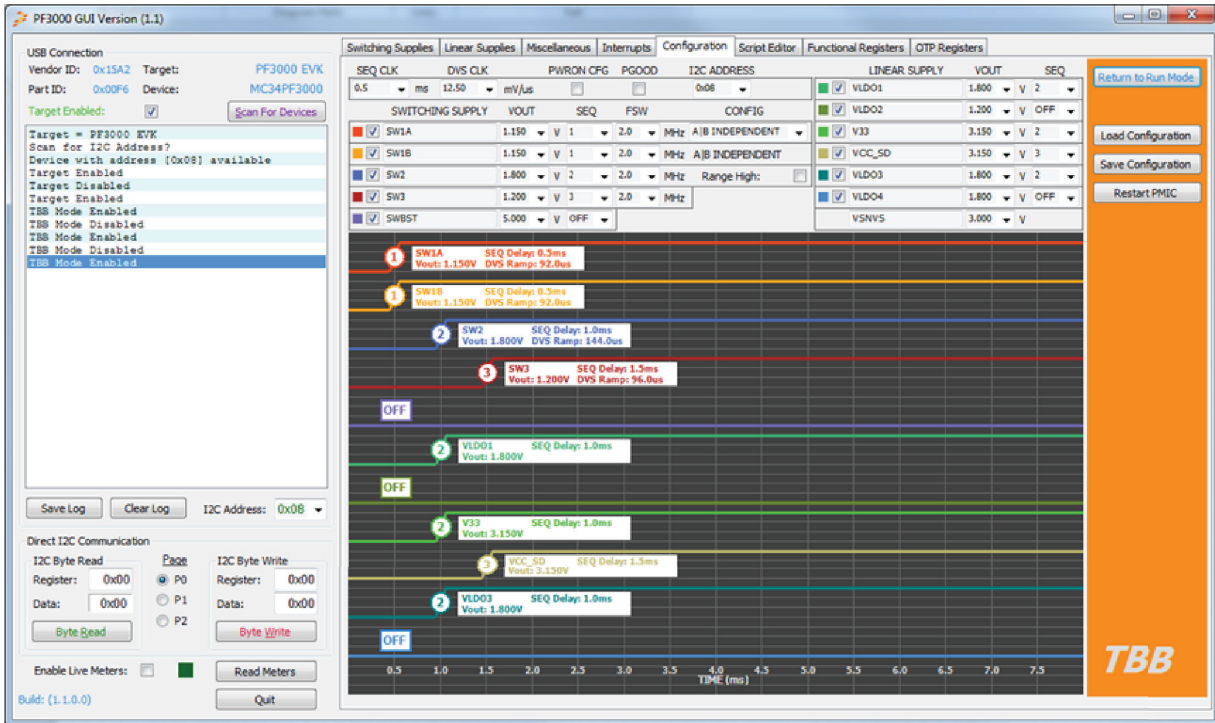 PF3000 GUI Version (1.1)
USB Connection
Vendor ID: 0x15A2 Target: PF3000 EVK
Part ID: 0x00F6 Device: MC34PF3000
Target Enabled: Scan For Devices
Target = PF3000 EVK
Scan for I2C Address?
Device with address [0x08] available
Target Enabled
Target Disabled
Target Enabled
TBB Mode Enabled
TBB Mode Disabled
TBB Mode Enabled
TBB Mode Disabled
TBB Mode Enabled
Save Log Clear Log I2C Address: 0x08
Direct I2C Communication
I2C Byte Read Page I2C Byte Write
Register: 0x00 P0 Register: 0x00
Data: 0x00 P1 Data: 0x00
P2
Byte Read Byte Write
Enable Live Meters: Read Meters
Build: (1.1.0.0) Quit
Switching Supplies Linear Supplies Miscellaneous Interrupts Configuration Script Editor Functional Registers OTP Registers
SEQ CLK DVS CLK PWRON CFG PGOOD I2C ADDRESS
0.5 ms 12.50 mV/us 0x08
SWITCHING SUPPLY VOUT SEQ FSW CONFIG
SW1A 1.150 V 1 2.0 MHz A|B INDEPENDENT
SW1B 1.150 V 1 2.0 MHz A|B INDEPENDENT
SW2 1.800 V 2 2.0 MHz Range High:
SW3 1.200 V 3 2.0 MHz
SWBST 5.000 V OFF
LINEAR SUPPLY VOUT SEQ
VLDO1 1.800 V 2
VLDO2 1.200 V OFF
V33 3.150 V 2
VCC_SD 3.150 V 3
VLDO3 1.800 V 2
VLDO4 1.800 V OFF
VSNVS 3.000 V
1 SW1A SEQ Delay: 0.5ms
Vout: 1.150V DVS Ramp: 92.0us
1 SW1B SEQ Delay: 0.5ms
Vout: 1.150V DVS Ramp: 92.0us
2 SW2 SEQ Delay: 1.0ms
Vout: 1.800V DVS Ramp: 144.0us
3 SW3 SEQ Delay: 1.5ms
Vout: 1.200V DVS Ramp: 96.0us
OFF
2 VLDO1 SEQ Delay: 1.0ms
Vout: 1.800V
OFF
2 V33 SEQ Delay: 1.0ms
Vout: 3.150V
3 VCC_SD SEQ Delay: 1.5ms
Vout: 3.150V
2 VLDO3 SEQ Delay: 1.0ms
Vout: 1.800V
OFF
0.5 1.0 1.5 2.0 2.5 3.0 3.5 4.0 4.5 5.0 5.5 6.0 6.5 7.0 7.5
TIME (ms)
Return to Run Mode
Load Configuration
Save Configuration
Restart PMIC
TBB